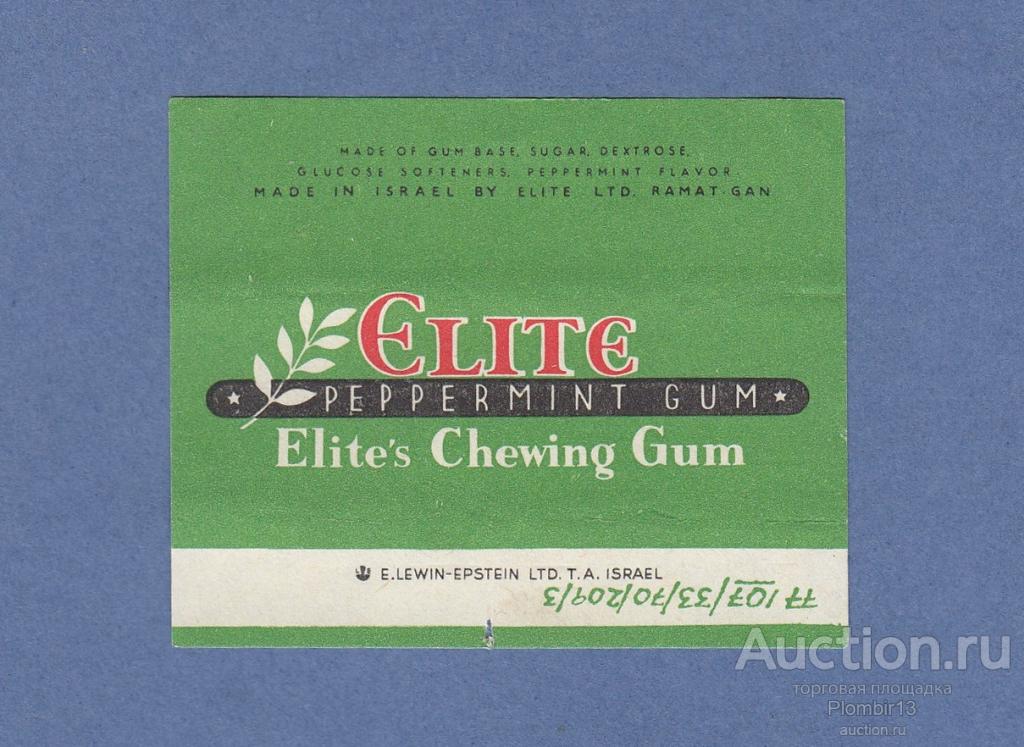 MADE OF GUM BASE, SUGAR, DEXTROSE,
GLUCOSE SOFTENERS, PEPPERMINT FLAVOR
MADE IN ISRAEL BY ELITE LTD. RAMAT-GAN
ELITE
PEPPERMINT GUM
Elite's Chewing Gum
E.LEWIN-EPSTEIN LTD. T.A. ISRAEL
Auction.ru
торговая площадка
Plombir13
auction.ru